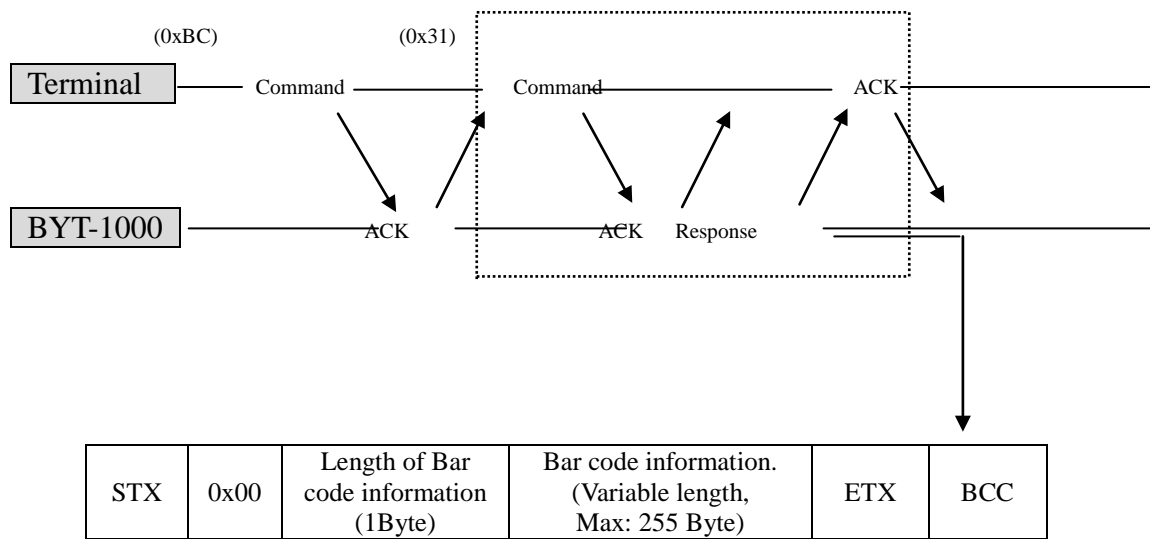 (0xBC) (0x31)
Terminal Command Command ACK
BYT-1000 ACK ACK Response
STX
0x00
Length of Bar
code information
(1Byte)
Bar code information.
(Variable length,
Max: 255 Byte)
ETX
BCC